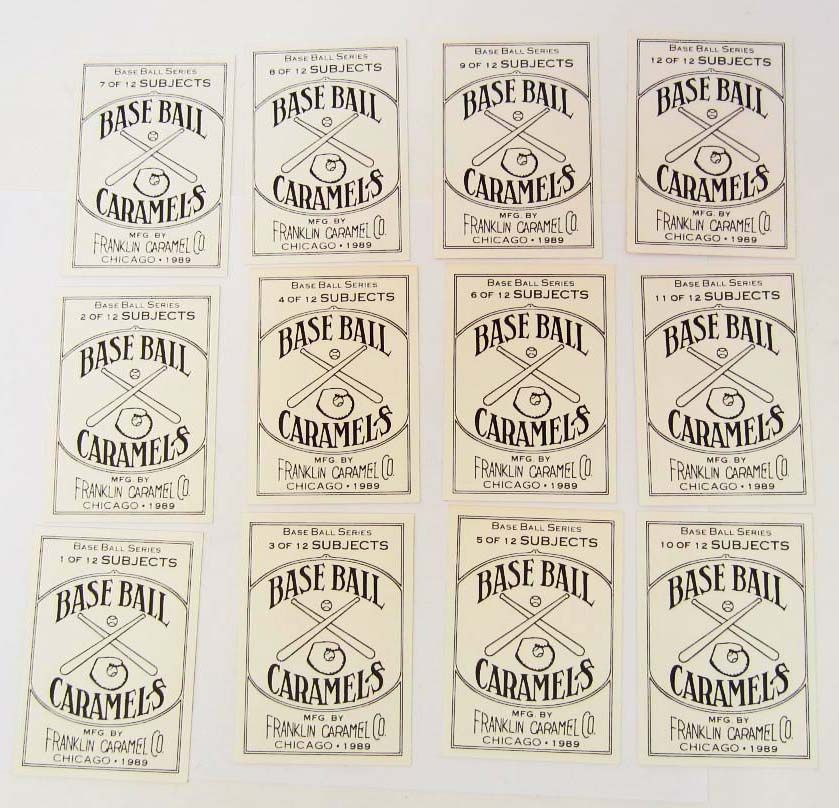 BASE BALL SERIES
7 OF 12 SUBJECTS
BASE BALL
CARAMELS
MFG. BY
FRANKLIN CARAMEL CO.
CHICAGO • 1989
BASE BALL SERIES
8 OF 12 SUBJECTS
BASE BALL
CARAMELS
MFG. BY
FRANKLIN CARAMEL CO.
CHICAGO • 1989
BASE BALL SERIES
9 OF 12 SUBJECTS
BASE BALL
CARAMELS
MFG. BY
FRANKLIN CARAMEL CO.
CHICAGO • 1989
BASE BALL SERIES
12 OF 12 SUBJECTS
BASE BALL
CARAMELS
MFG. BY
FRANKLIN CARAMEL CO.
CHICAGO • 1989
BASE BALL SERIES
2 OF 12 SUBJECTS
BASE BALL
CARAMELS
MFG. BY
FRANKLIN CARAMEL CO.
CHICAGO • 1989
BASE BALL SERIES
4 OF 12 SUBJECTS
BASE BALL
CARAMELS
MFG. BY
FRANKLIN CARAMEL CO.
CHICAGO • 1989
BASE BALL SERIES
6 OF 12 SUBJECTS
BASE BALL
CARAMELS
MFG. BY
FRANKLIN CARAMEL CO.
CHICAGO • 1989
BASE BALL SERIES
11 OF 12 SUBJECTS
BASE BALL
CARAMELS
MFG. BY
FRANKLIN CARAMEL CO.
CHICAGO • 1989
BASE BALL SERIES
1 OF 12 SUBJECTS
BASE BALL
CARAMELS
MFG. BY
FRANKLIN CARAMEL CO.
CHICAGO • 1989
BASE BALL SERIES
3 OF 12 SUBJECTS
BASE BALL
CARAMELS
MFG. BY
FRANKLIN CARAMEL CO.
CHICAGO • 1989
BASE BALL SERIES
5 OF 12 SUBJECTS
BASE BALL
CARAMELS
MFG. BY
FRANKLIN CARAMEL CO.
CHICAGO • 1989
BASE BALL SERIES
10 OF 12 SUBJECTS
BASE BALL
CARAMELS
MFG. BY
FRANKLIN CARAMEL CO.
CHICAGO • 1989